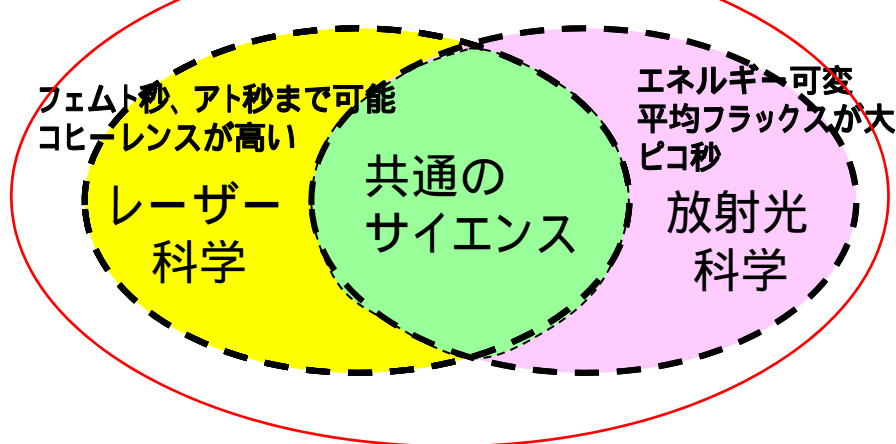 フェムト秒、アト秒まで可能
コヒーレンスが高い
レーザー
科学
共通の
サイエンス
エネルギー可変
平均フラックスが大
ピコ秒
放射光
科学